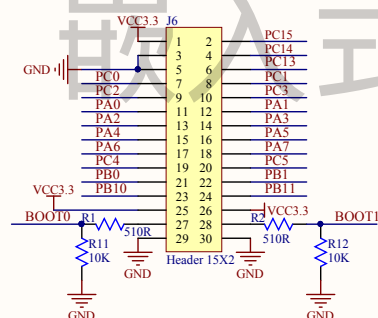 嵌入式
VCC3.3 J6
1 2 PC15
3 4 PC14
GND 5 6 PC13
PC0 7 8 PC1
PC2 9 10 PC3
PA0 11 12 PA1
PA2 13 14 PA3
PA4 15 16 PA5
PA6 17 18 PA7
PC4 19 20 PC5
PB0 21 22 PB1
PB10 23 24 PB11
VCC3.3 25 26 VCC3.3
BOOT0 R1 510R 27 28 R2 510R BOOT1
29 30
R11 10K R12 10K
GND Header 15X2 GND
GND GND